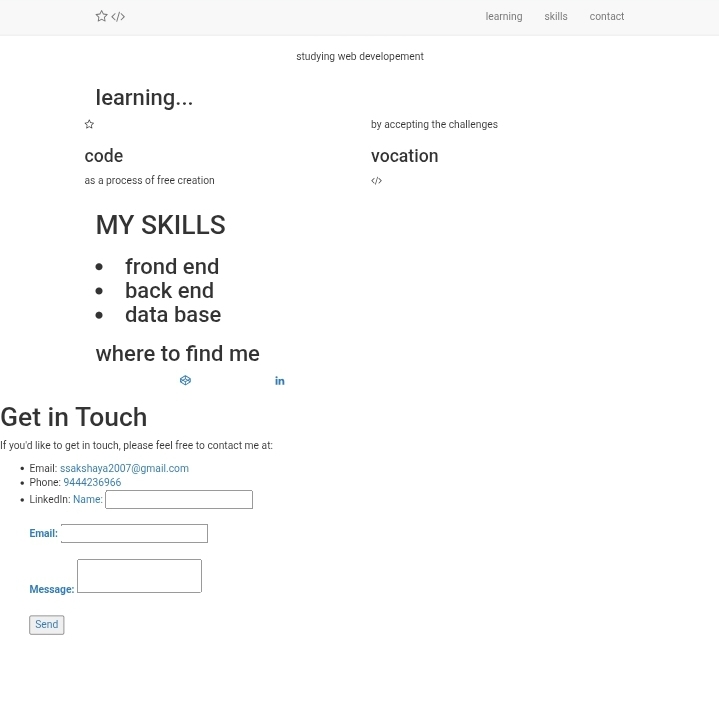 learning skills contact
studying web developement
learning...
by accepting the challenges
code vocation
as a process of free creation </>
MY SKILLS
• frond end
• back end
• data base
where to find me
in
Get in Touch
If you'd like to get in touch, please feel free to contact me at:
• Email: ssakshaya2007@gmail.com
• Phone: 9444236966
• LinkedIn: Name:
Email:
Message:
Send